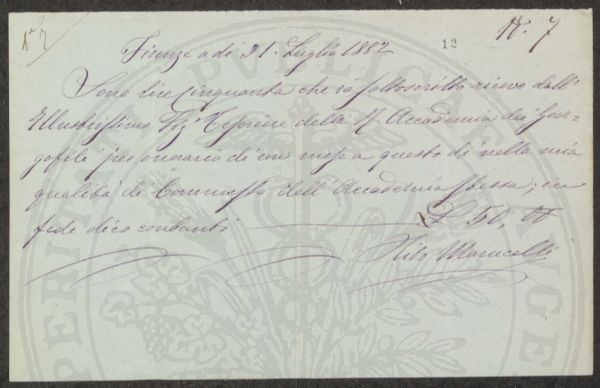 N. 7
12
Firenze a di 31. Luglio 1882
Sono lire cinquanta che io sottoscritto ricevo dall'
Illustrissimo Sig.r Tesoriere della R. Accademia dei Geor-
gofili per onorario di un mese a questo dì nella mia
qualità di Commesso dell'Accademia stessa; in
fede dico contanti £ 50, 00
Marucelli